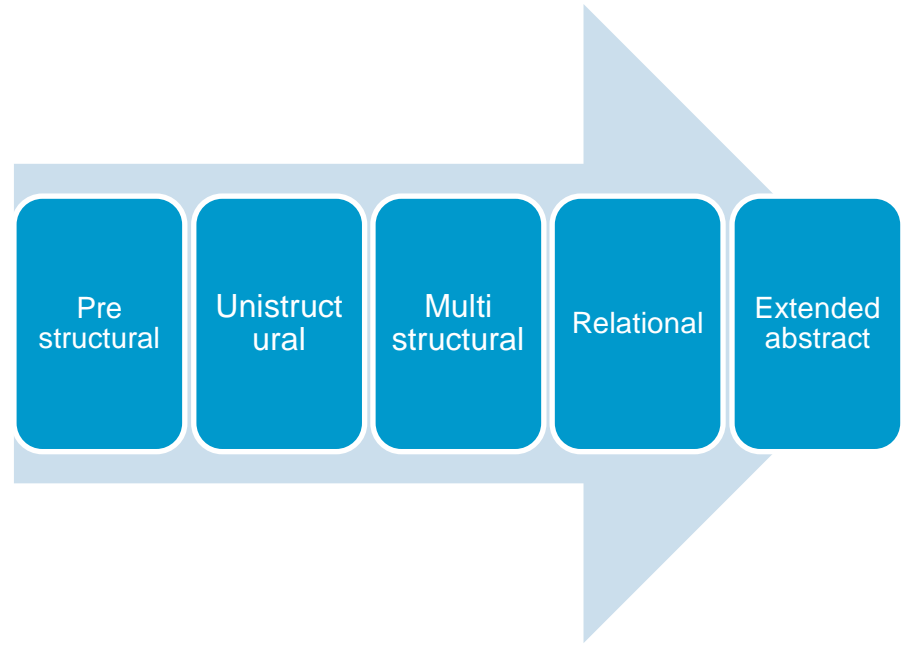 Pre
structural
Unistruct
ural
Multi
structural
Relational
Extended
abstract